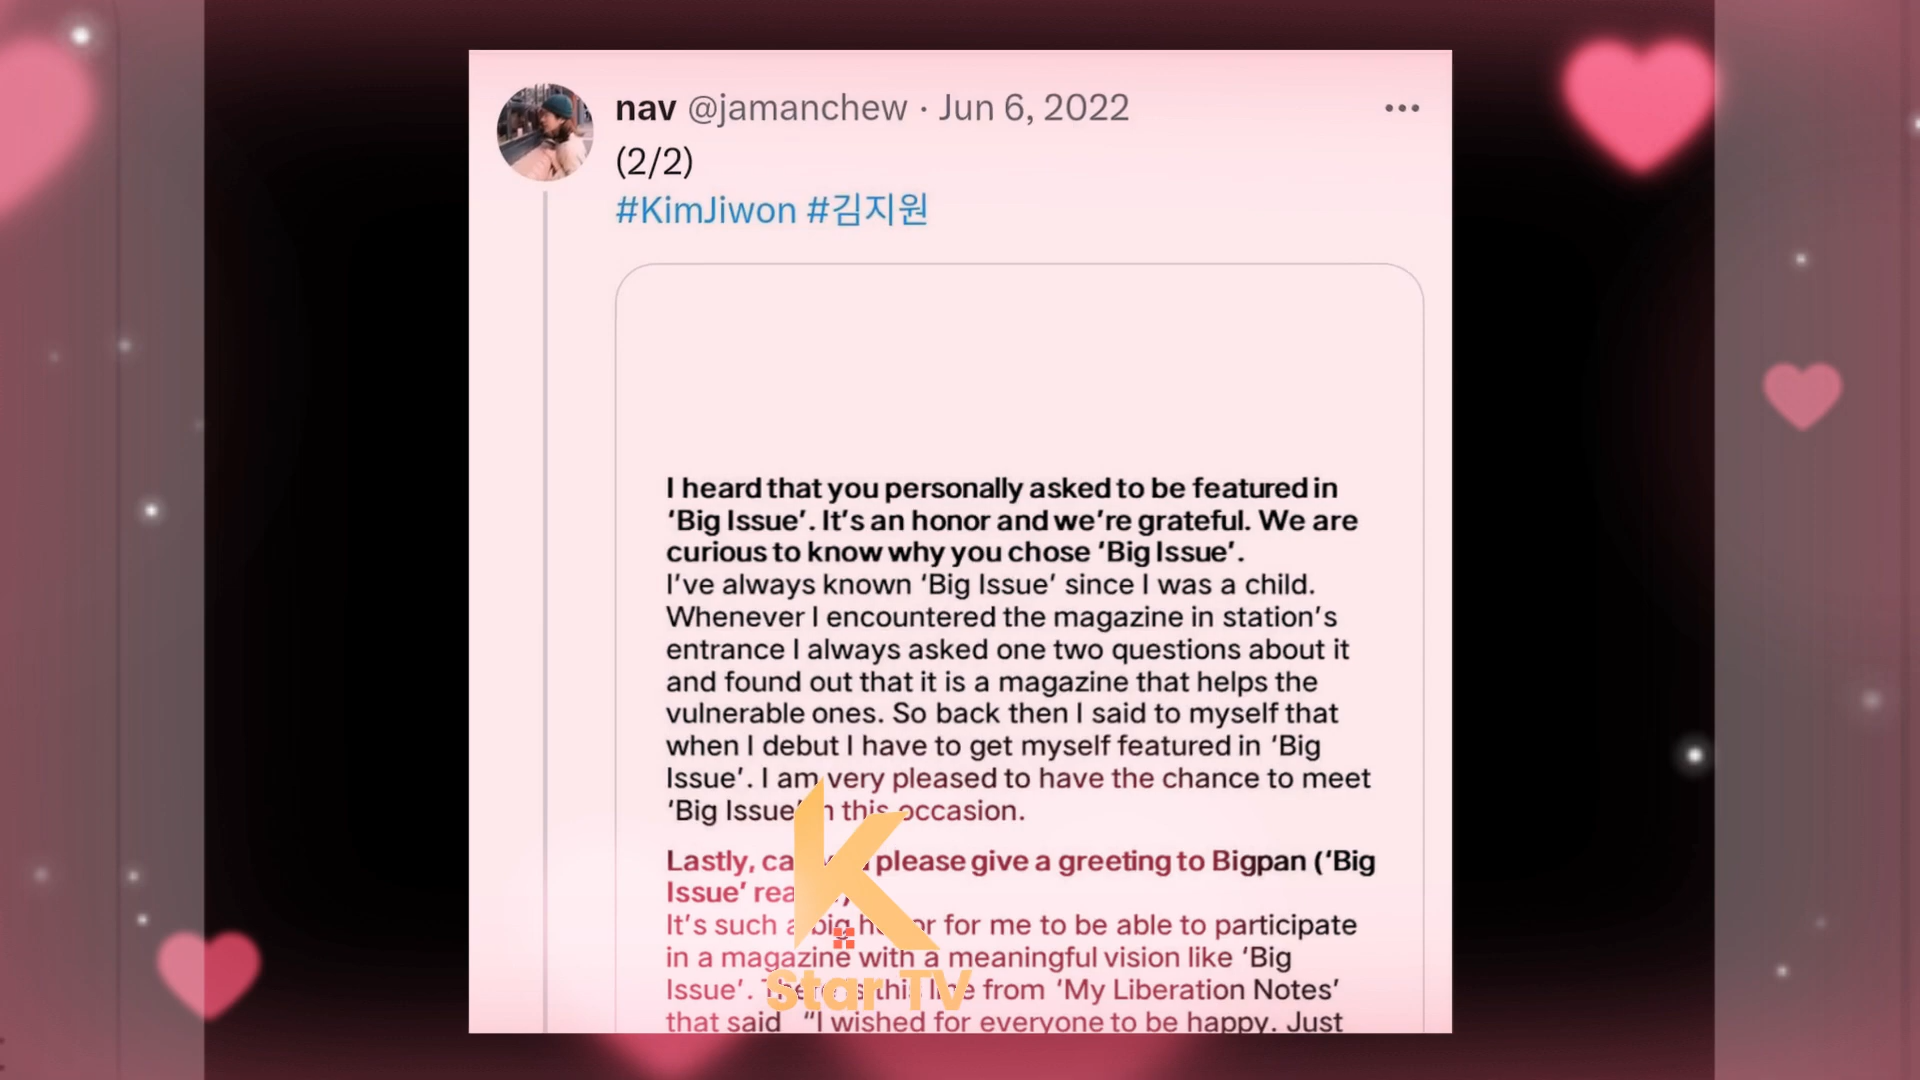 nav @jamanchew · Jun 6, 2022
(2/2)
#KimJiwon #김지원
I heard that you personally asked to be featured in
‘Big Issue’. It’s an honor and we’re grateful. We are
curious to know why you chose ‘Big Issue’.
I’ve always known ‘Big Issue’ since I was a child.
Whenever I encountered the magazine in station’s
entrance I always asked one two questions about it
and found out that it is a magazine that helps the
vulnerable ones. So back then I said to myself that
when I debut I have to get myself featured in ‘Big
Issue’. I am very pleased to have the chance to meet
‘Big Issue’ this occasion.
Lastly, please give a greeting to Bigpan (‘Big
Issue’
It’s such a big honor for me to be able to participate
in a magazine with a meaningful vision like ‘Big
Issue’. There’s this line from ‘My Liberation Notes’
that said “I wished for everyone to be happy. Just
K
Star TV